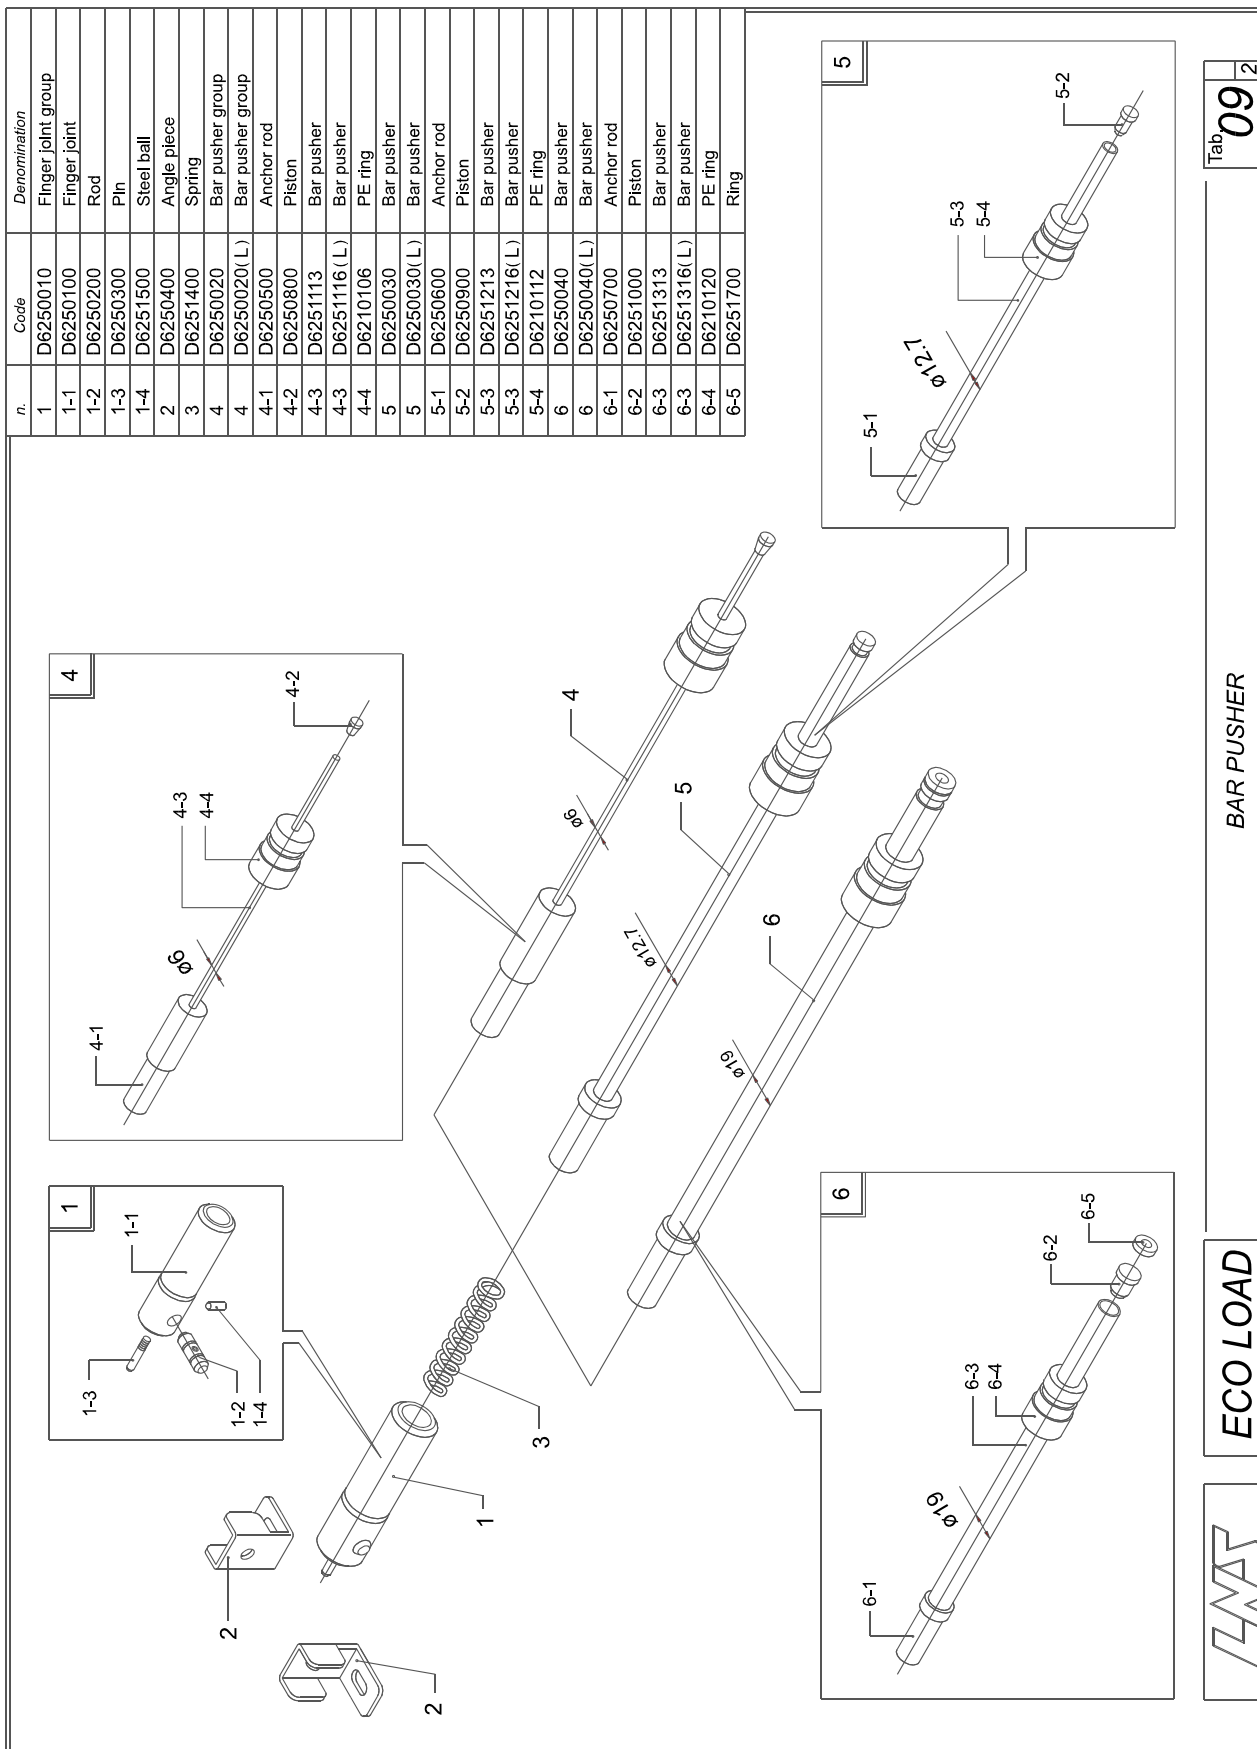 n. Code Denomination
1 D6250010 Finger joint group
1-1 D6250100 Finger joint
1-2 D6250200 Rod
1-3 D6250300 Pin
1-4 D6251500 Steel ball
2 D6250400 Angle piece
3 D6251400 Spring
4 D6250020 Bar pusher group
4 D6250020(L) Bar pusher group
4-1 D6250500 Anchor rod
4-2 D6250800 Piston
4-3 D6251113 Bar pusher
4-3 D6251116(L) Bar pusher
4-4 D6210106 PE ring
5 D6250030 Bar pusher
5 D6250030(L) Bar pusher
5-1 D6250600 Anchor rod
5-2 D6250900 Piston
5-3 D6251213 Bar pusher
5-3 D6251216(L) Bar pusher
5-4 D6210112 PE ring
6 D6250040 Bar pusher
6 D6250040(L) Bar pusher
6-1 D6250700 Anchor rod
6-2 D6251000 Piston
6-3 D6251313 Bar pusher
6-3 D6251316(L) Bar pusher
6-4 D6210120 PE ring
6-5 D6251700 Ring
1
1-3
1-1
1-2
1-4
4
4-1
ø6
4-3
4-4
4-2
2
2
1
3
4
ø6
5
ø12.7
6
ø19
6
6-1
ø19
6-3
6-4
6-2
6-5
5
5-1
ø12.7
5-3
5-4
5-2
LNS
ECO LOAD
BAR PUSHER
Tab.
09
2